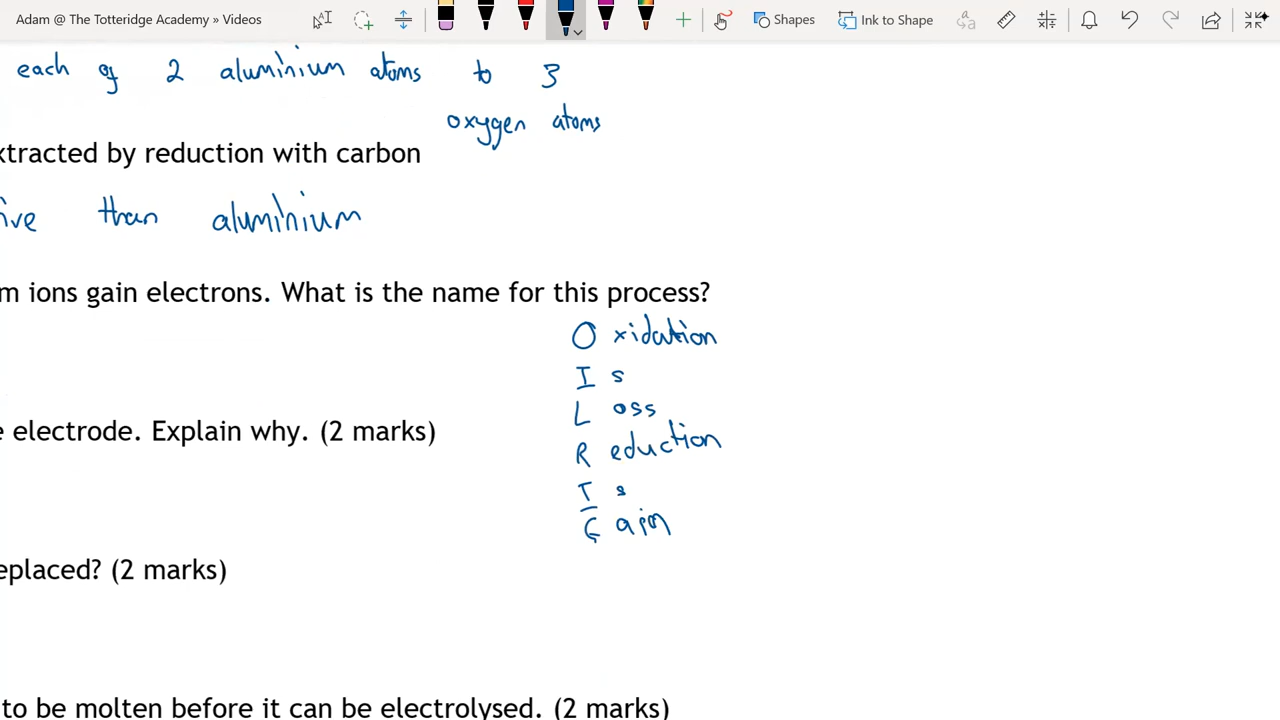 Adam @ The Totteridge Academy » Videos
Shapes
Ink to Shape
each of 2 aluminium atoms to 3
oxygen atoms
xtracted by reduction with carbon
ive than aluminium
m ions gain electrons. What is the name for this process?
O xidation
I s
L oss
e electrode. Explain why. (2 marks)
R eduction
I s
G ain
eplaced? (2 marks)
to be molten before it can be electrolysed. (2 marks)